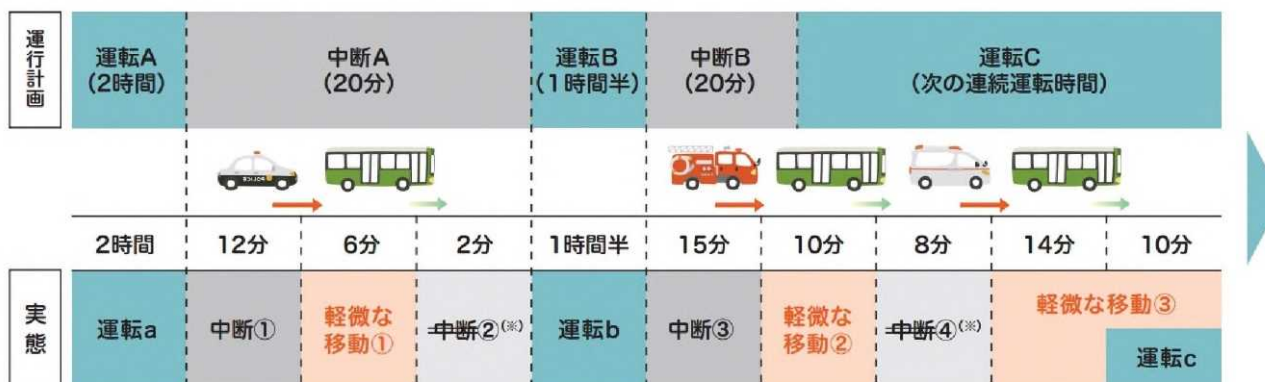 運行計画
運転A
(2時間)
中断A
(20分)
運転B
(1時間半)
中断B
(20分)
運転C
(次の連続運転時間)
2時間
12分
6分
2分
1時間半
15分
10分
8分
14分
10分
実態
運転a
中断①
軽微な
移動①
中断②(※)
運転b
中断③
軽微な
移動②
中断④(※)
軽微な移動③
運転c